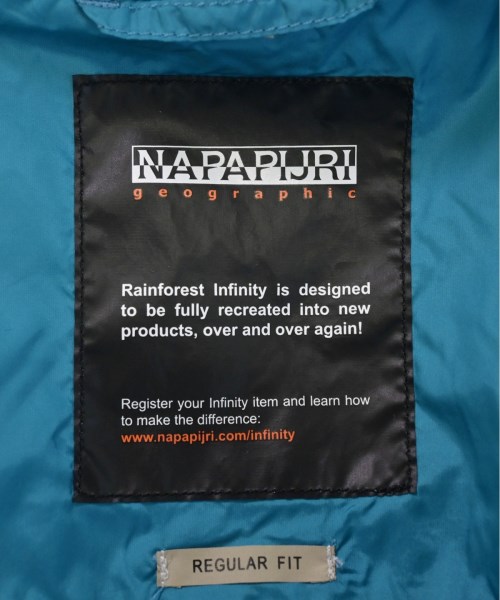 NAPAPIJRI
geographic
Rainforest Infinity is designed
to be fully recreated into new
products, over and over again!
Register your Infinity item and learn how
to make the difference:
www.napapijri.com/infinity
REGULAR FIT